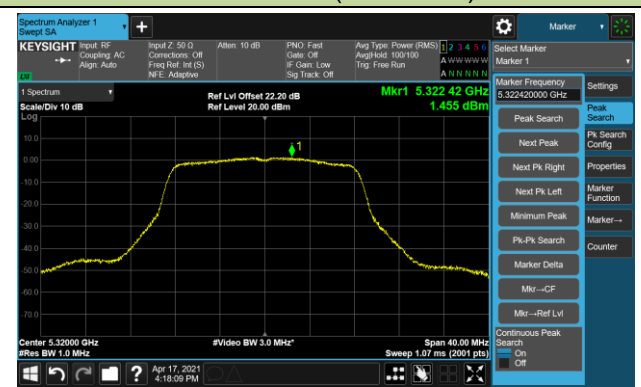 Spectrum Analyzer 1
Swept SA
Marker
KEYSIGHT Input: RF
Coupling: AC
Align: Auto
Input Z: 50 Ω
Corrections: Off
Freq Ref: Int (S)
NFE: Adaptive
Atten: 10 dB
PNO: Fast
Gate: Off
IF Gain: Low
Sig Track: Off
Avg Type: Power (RMS)
Avg|Hold: 100/100
Trig: Free Run
1 2 3 4 5 6
A W W W W W
A N N N N N
LXI
Select Marker
Marker 1
1 Spectrum
Scale/Div 10 dB
Log
Ref Lvl Offset 22.20 dB
Ref Level 20.00 dBm
Mkr1 5.322 42 GHz
1.455 dBm
10.0
0.00
-10.0
-20.0
-30.0
-40.0
-50.0
-60.0
-70.0
1
Center 5.32000 GHz
#Res BW 1.0 MHz
#Video BW 3.0 MHz*
Span 40.00 MHz
Sweep 1.07 ms (2001 pts)
Marker Frequency
5.322420000 GHz
Peak Search
Next Peak
Next Pk Right
Next Pk Left
Minimum Peak
Pk-Pk Search
Marker Delta
Mkr→CF
Mkr→Ref Lvl
Continuous Peak
Search
On
Off
Settings
Peak
Search
Pk Search
Config
Properties
Marker
Function
Marker→
Counter
?
Apr 17, 2021
4:18:09 PM